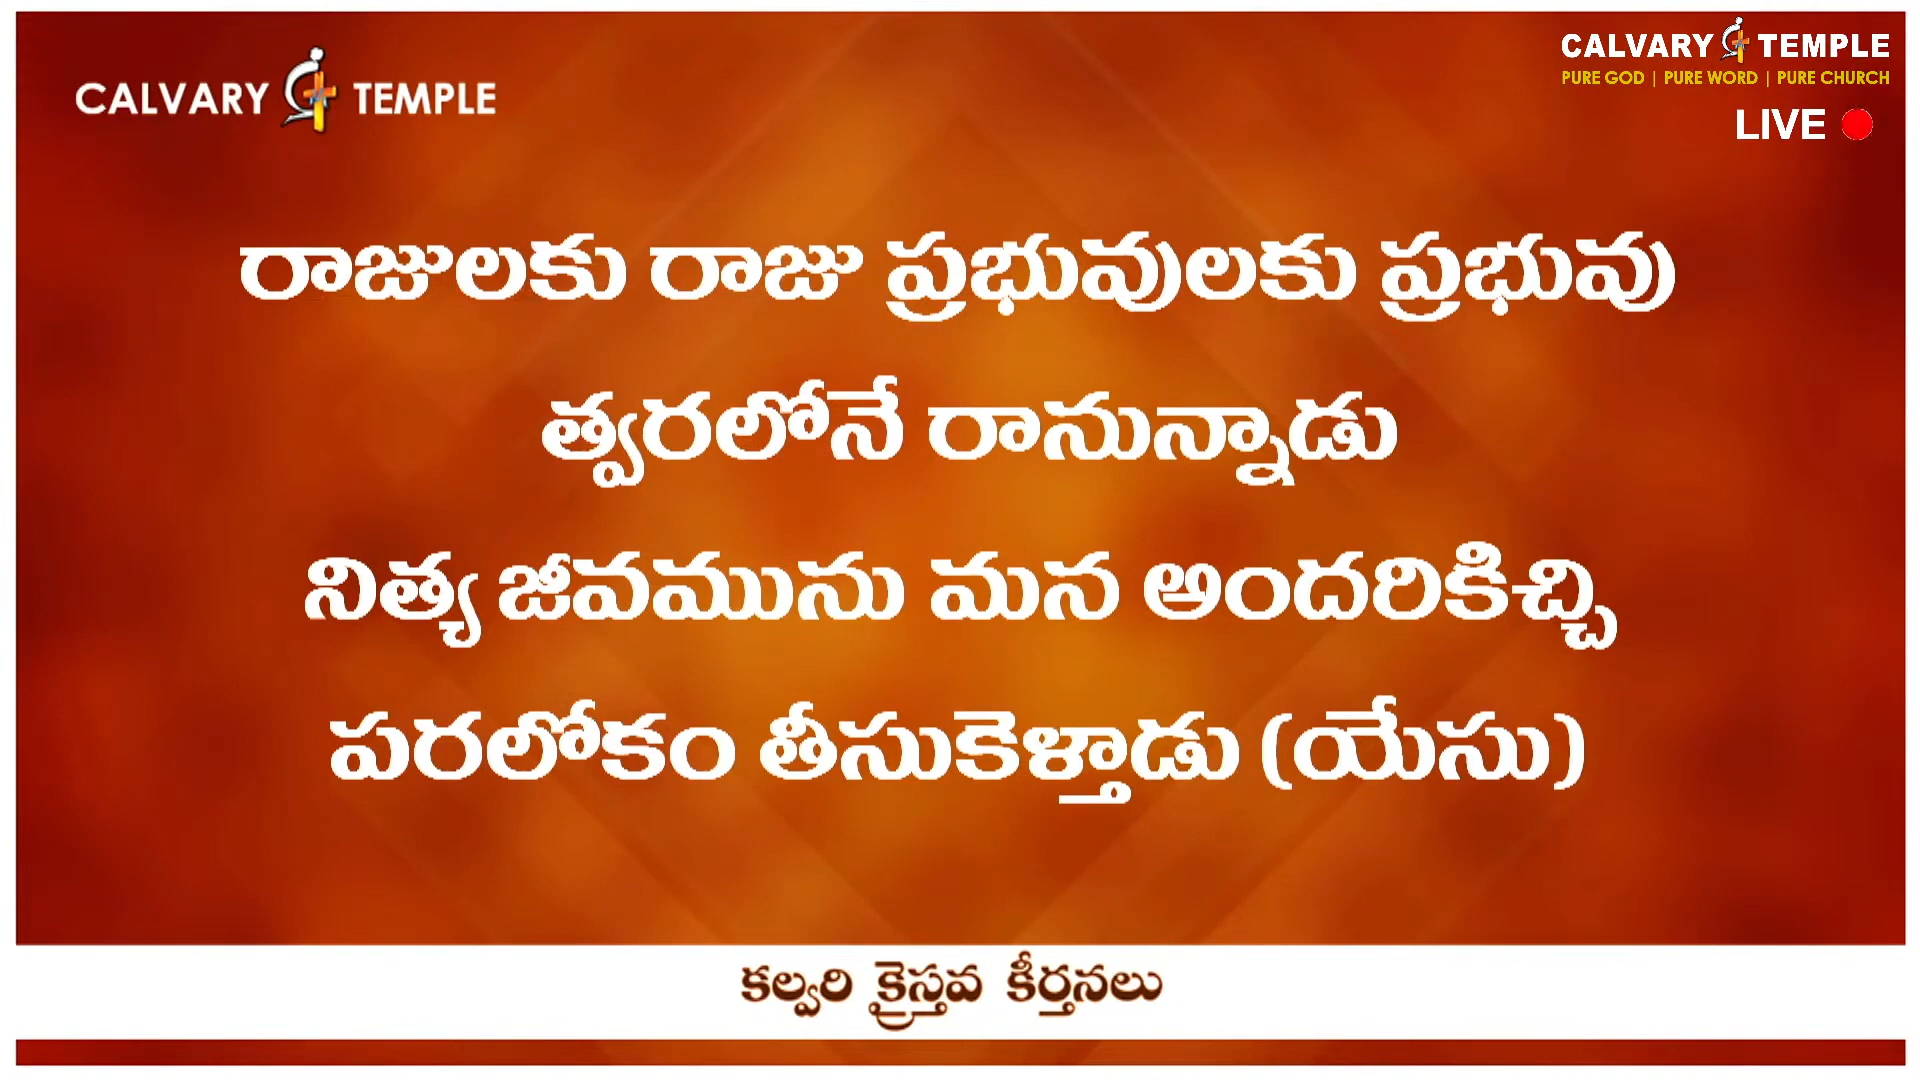 CALVARY TEMPLE
CALVARY TEMPLE
PURE GOD | PURE WORD | PURE CHURCH
LIVE
రాజులకు రాజు ప్రభువులకు ప్రభువు
త్వరలోనే రానున్నాడు
నిత్య జీవమును మన అందరికిచ్చి
పరలోకం తీసుకెళ్తాడు (యేసు)
కల్వరి క్రైస్తవ కీర్తనలు